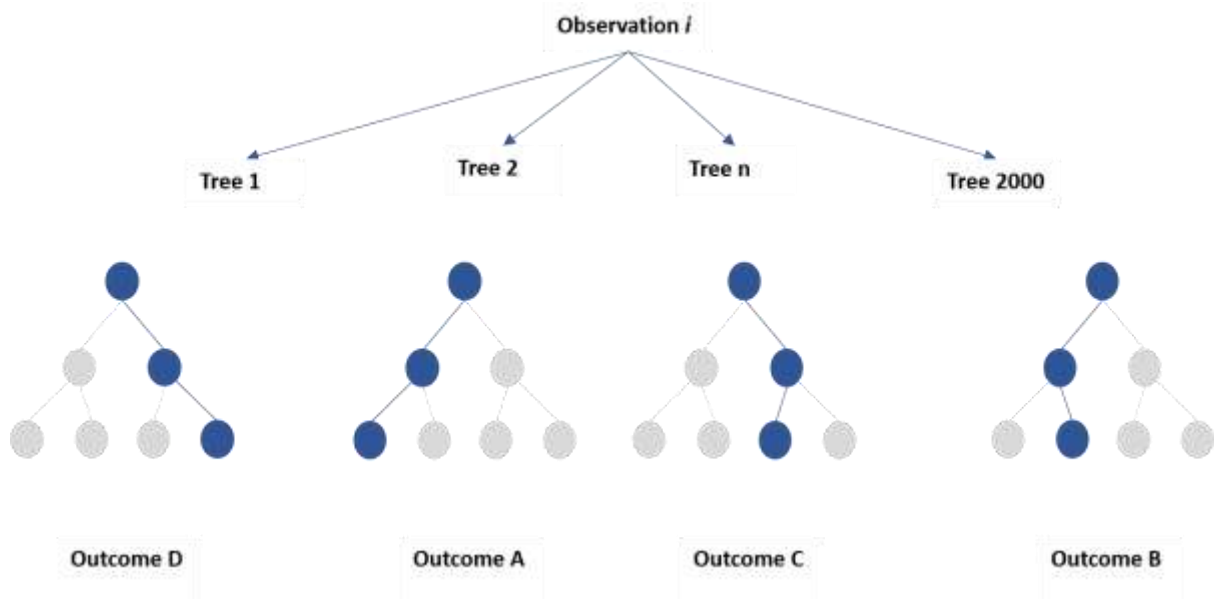 Observation i
Tree 1
Tree 2
Tree n
Tree 2000
Outcome D
Outcome A
Outcome C
Outcome B